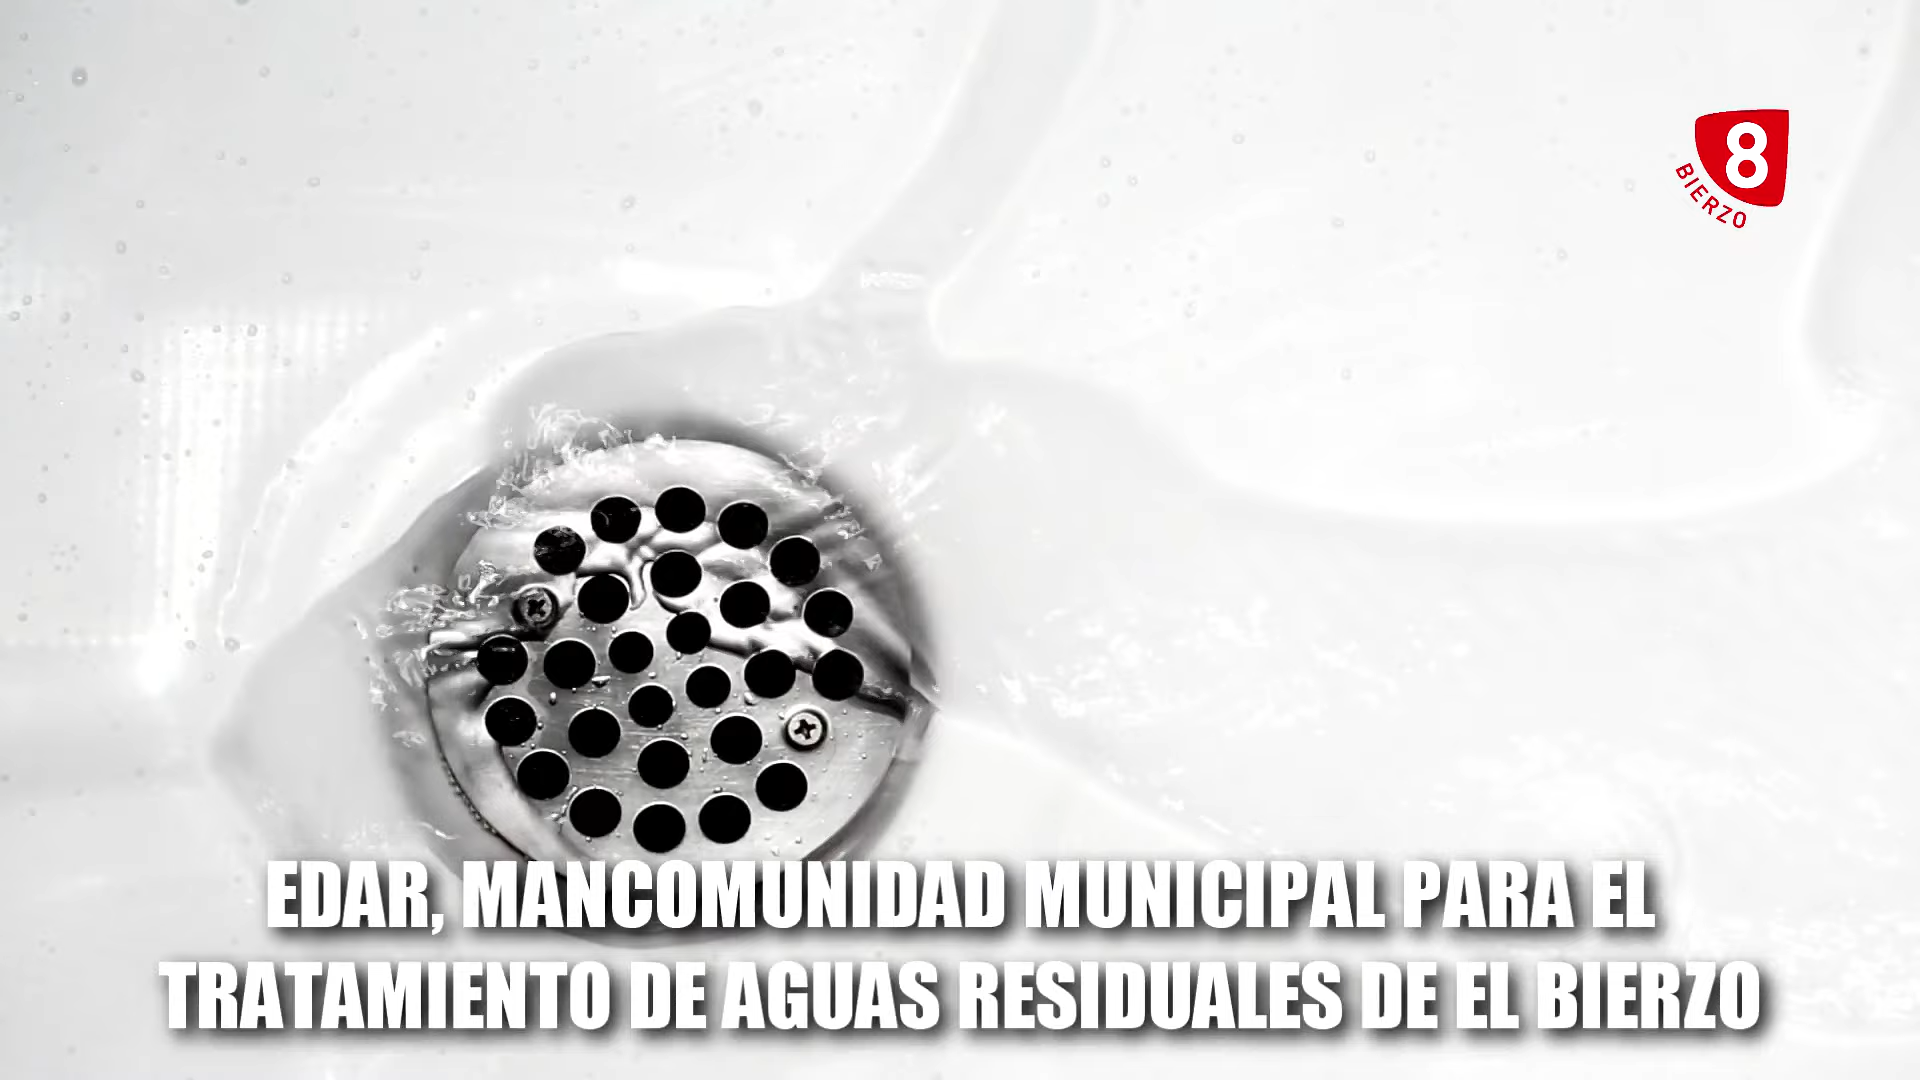 8
BIERZO
EDAR, MANCOMUNIDAD MUNICIPAL PARA EL
TRATAMIENTO DE AGUAS RESIDUALES DE EL BIERZO